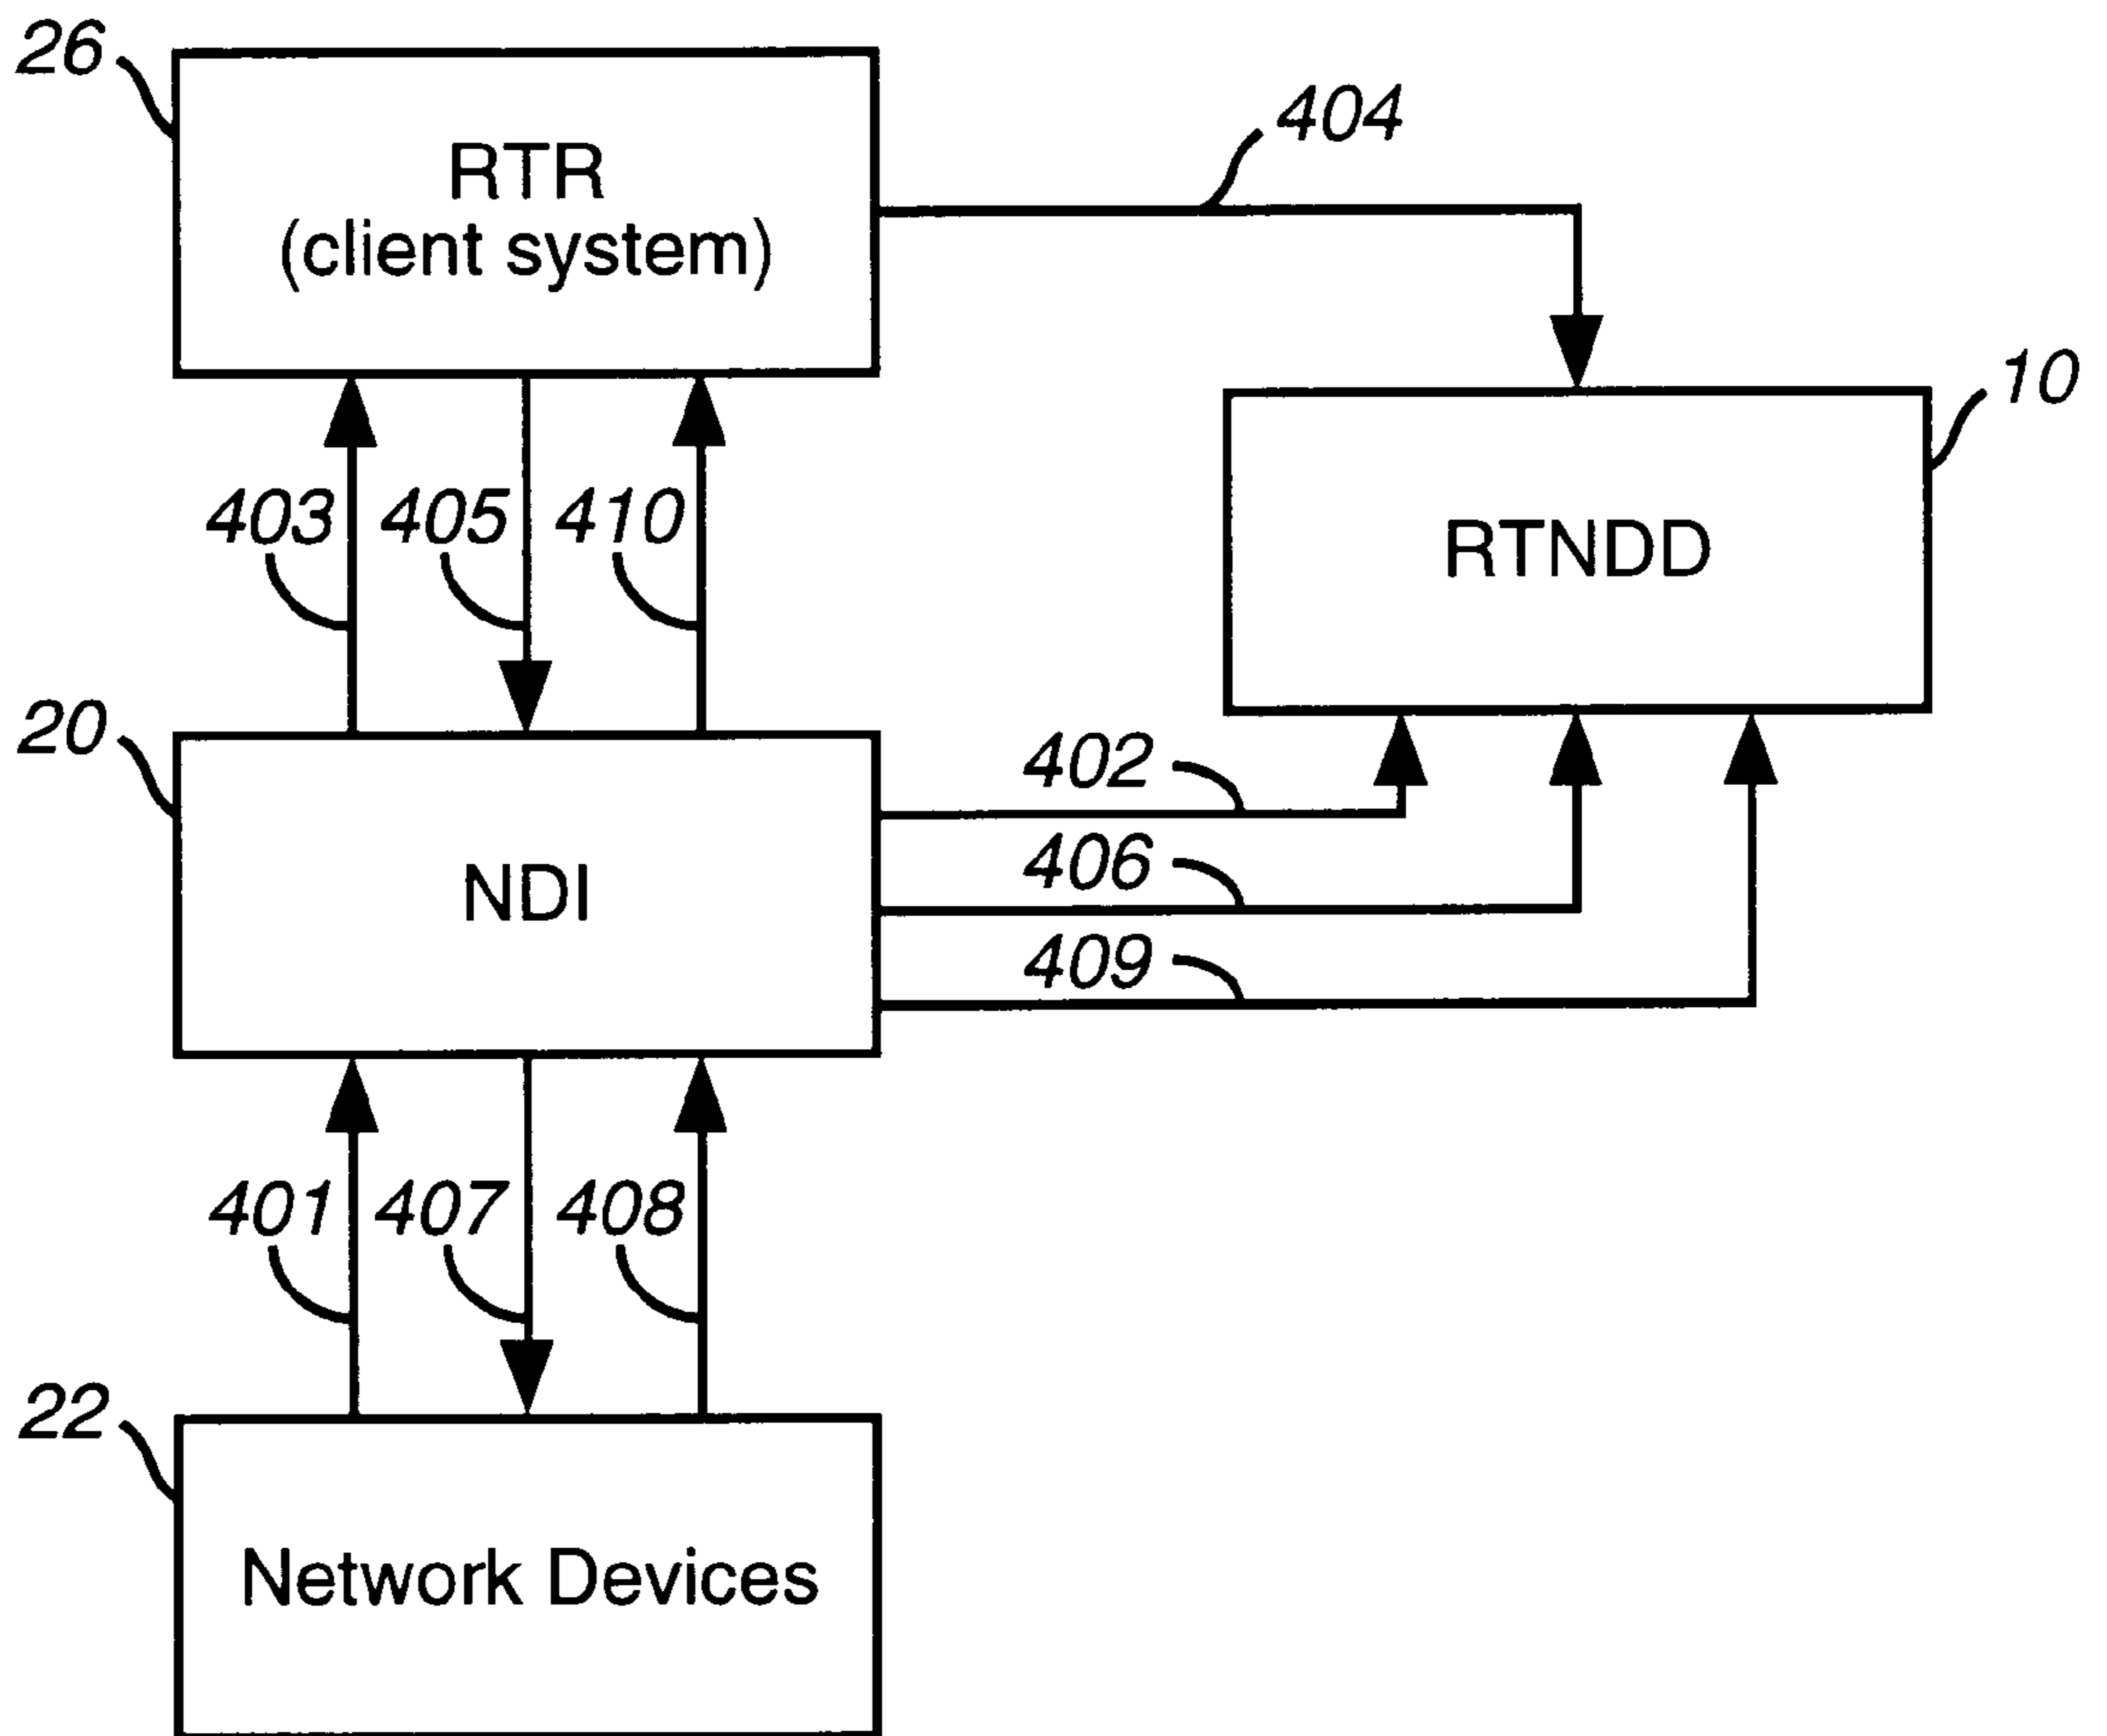 26
RTR
(client system)
404
10
403
405
410
RTNDD
20
402
NDI
406
409
401
407
408
22
Network Devices